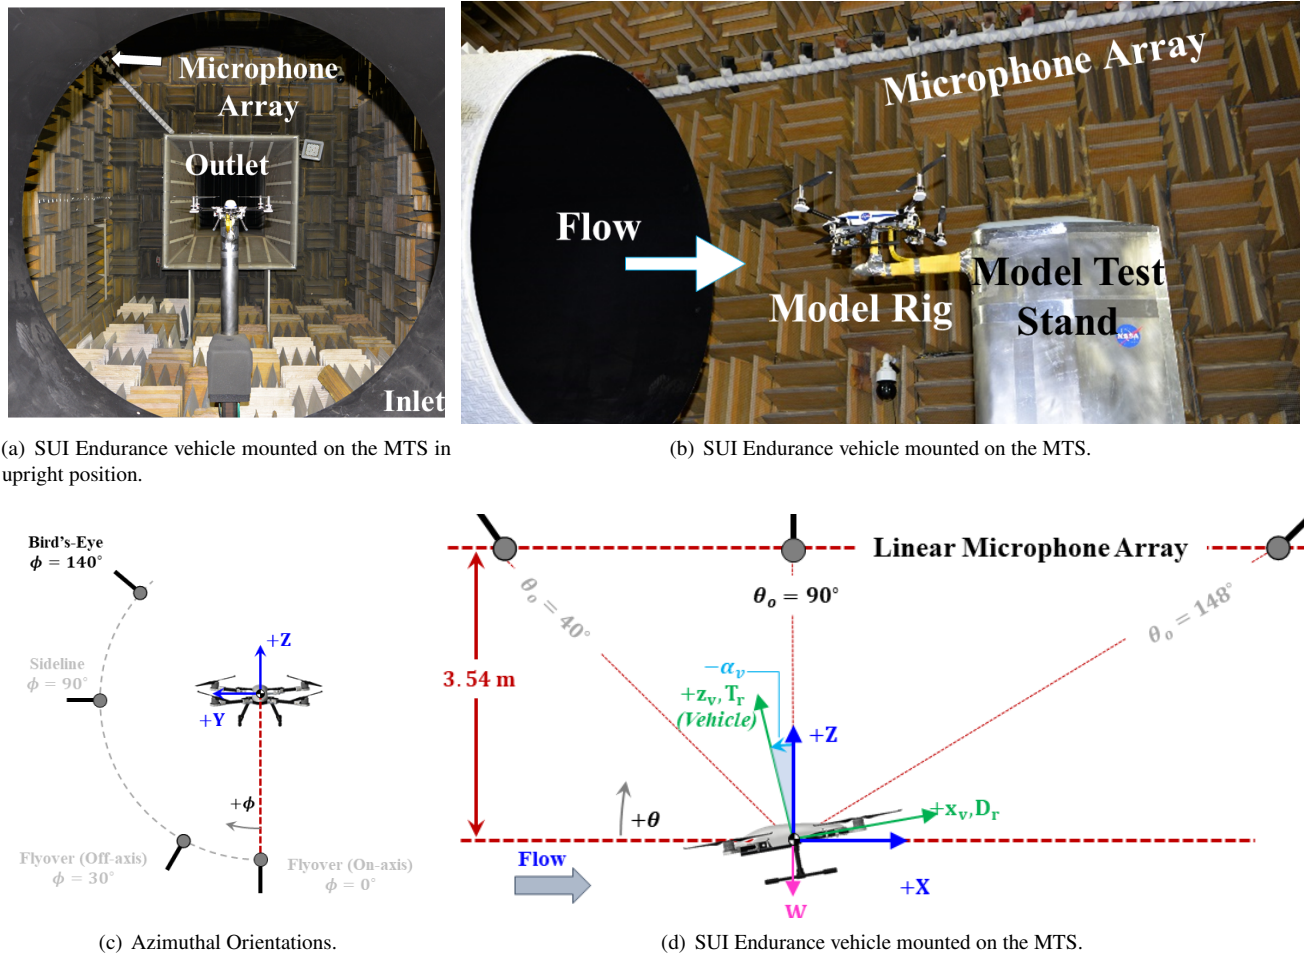 Microphone
Array
Outlet
Inlet
Microphone Array
Flow
Model Rig
Model Test
Stand
NASA
(a) SUI Endurance vehicle mounted on the MTS in
upright position.
(b) SUI Endurance vehicle mounted on the MTS.
Bird's-Eye
ϕ = 140°
Sideline
ϕ = 90°
+Z
+Y
+ϕ
Flyover (Off-axis)
ϕ = 30°
Flyover (On-axis)
ϕ = 0°
(c) Azimuthal Orientations.
Linear Microphone Array
θₒ = 40°
θₒ = 90°
θₒ = 148°
3.54 m
−αᵥ
+zᵥ, Tᵣ
(Vehicle)
+Z
+θ
+xᵥ, Dᵣ
Flow
+X
W
(d) SUI Endurance vehicle mounted on the MTS.